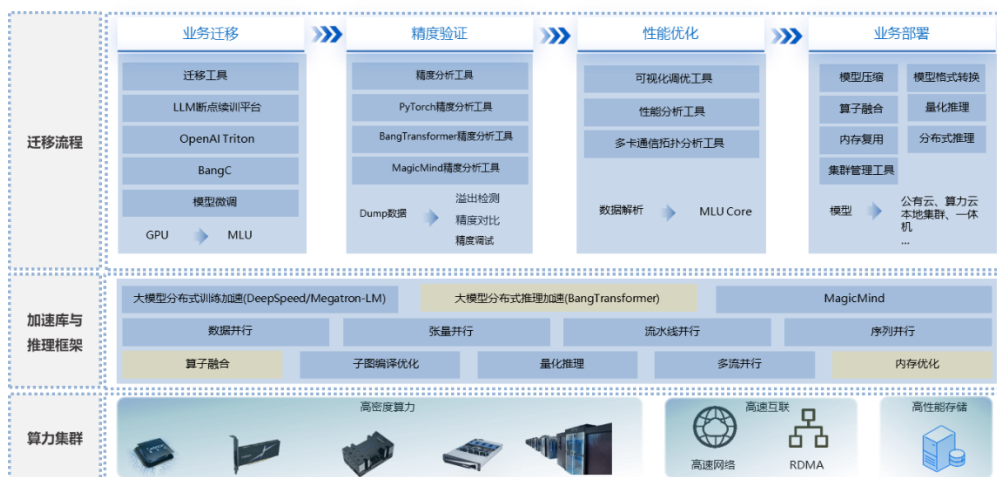 业务迁移
精度验证
性能优化
业务部署
迁移流程
迁移工具
LLM断点续训平台
OpenAI Triton
BangC
模型微调
GPU
MLU
精度分析工具
PyTorch精度分析工具
BangTransformer精度分析工具
MagicMind精度分析工具
Dump数据
溢出检测
精度对比
精度调试
可视化调优工具
性能分析工具
多卡通信拓扑分析工具
数据解析
MLU Core
模型压缩
模型格式转换
算子融合
量化推理
内存复用
分布式推理
集群管理工具
模型
公有云、算力云
本地集群、一体
机
...
加速库与
推理框架
大模型分布式训练加速(DeepSpeed/Megatron-LM)
大模型分布式推理加速(BangTransformer)
MagicMind
数据并行
张量并行
流水线并行
序列并行
算子融合
子图编译优化
量化推理
多流并行
内存优化
算力集群
高密度算力
高速互联
高速网络
RDMA
高性能存储